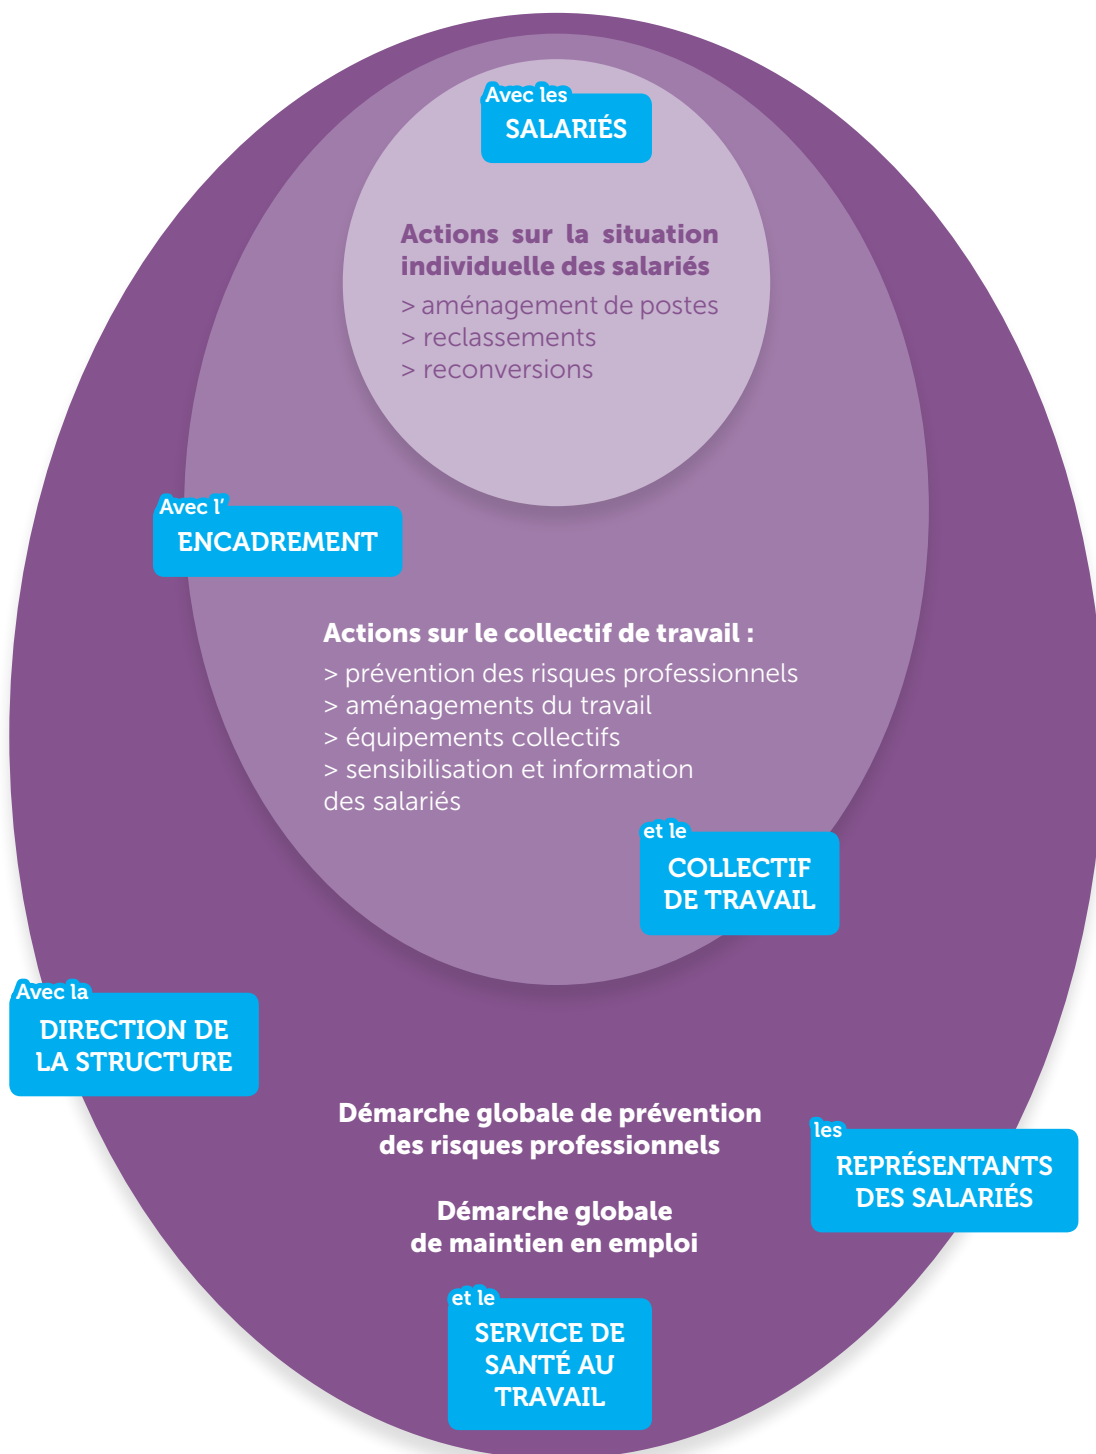 Avec les
SALARIÉS
Actions sur la situation
individuelle des salariés
> aménagement de postes
> reclassements
> reconversions
Avec l'
ENCADREMENT
Actions sur le collectif de travail :
> prévention des risques professionnels
> aménagements du travail
> équipements collectifs
> sensibilisation et information
des salariés
et le
COLLECTIF
DE TRAVAIL
Avec la
DIRECTION DE
LA STRUCTURE
Démarche globale de prévention
des risques professionnels
les
REPRÉSENTANTS
DES SALARIÉS
Démarche globale
de maintien en emploi
et le
SERVICE DE
SANTÉ AU
TRAVAIL